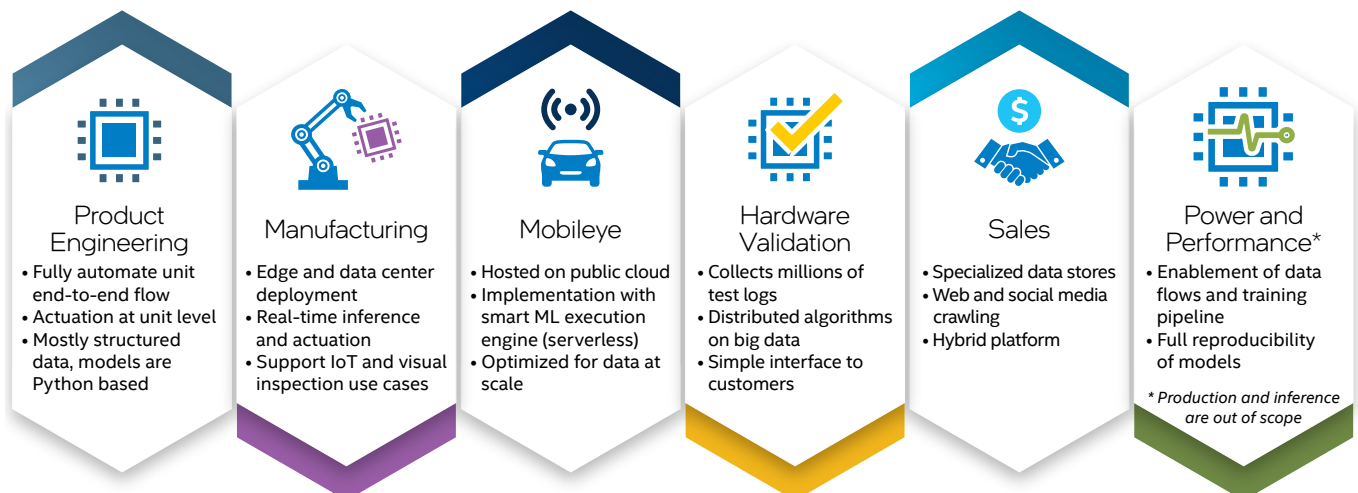 $
Product
Engineering
• Fully automate unit
end-to-end flow
• Actuation at unit level
• Mostly structured
data, models are
Python based
Manufacturing
• Edge and data center
deployment
• Real-time inference
and actuation
• Support IoT and visual
inspection use cases
Mobileye
• Hosted on public cloud
• Implementation with
smart ML execution
engine (serverless)
• Optimized for data at
scale
Hardware
Validation
• Collects millions of
test logs
• Distributed algorithms
on big data
• Simple interface to
customers
Sales
• Specialized data stores
• Web and social media
crawling
• Hybrid platform
Power and
Performance*
• Enablement of data
flows and training
pipeline
• Full reproducibility
of models
* Production and inference
are out of scope